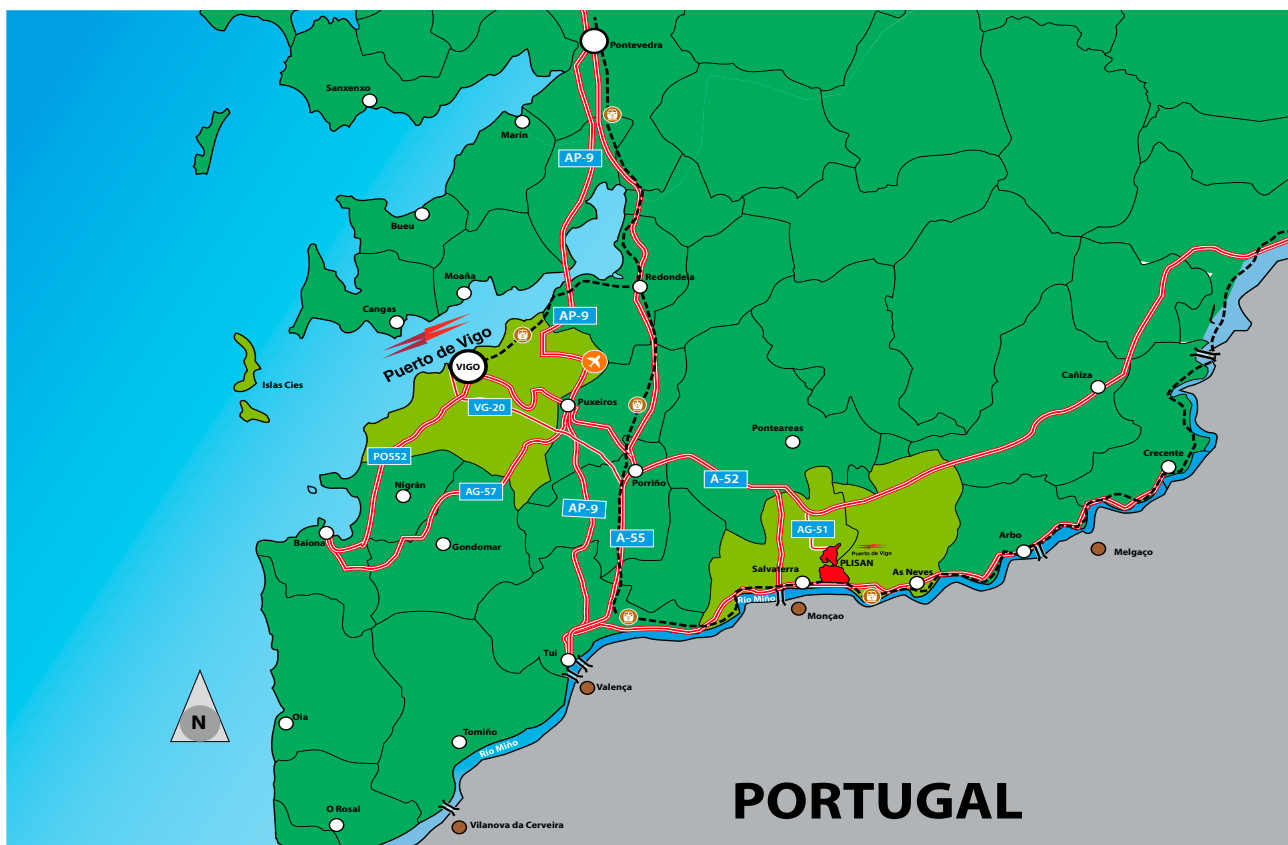 Pontevedra
Sanxenxo
Marín
AP-9
Bueu
Moaña
Redondela
Cangas
AP-9
Puerto de Vigo
VIGO
Islas Cies
Cañiza
VG-20
Puxeiros
Ponteareas
PO552
Crecente
Nigrán
AG-57
Porriño
A-52
AP-9
AG-51
Baiona
Gondomar
A-55
Arbo
Puerto de Vigo
PLISAN
Melgaço
Salvaterra
As Neves
Río Miño
Monçao
Tui
Valença
N
Oia
Tomiño
Río Miño
PORTUGAL
O Rosal
Vilanova da Cerveira